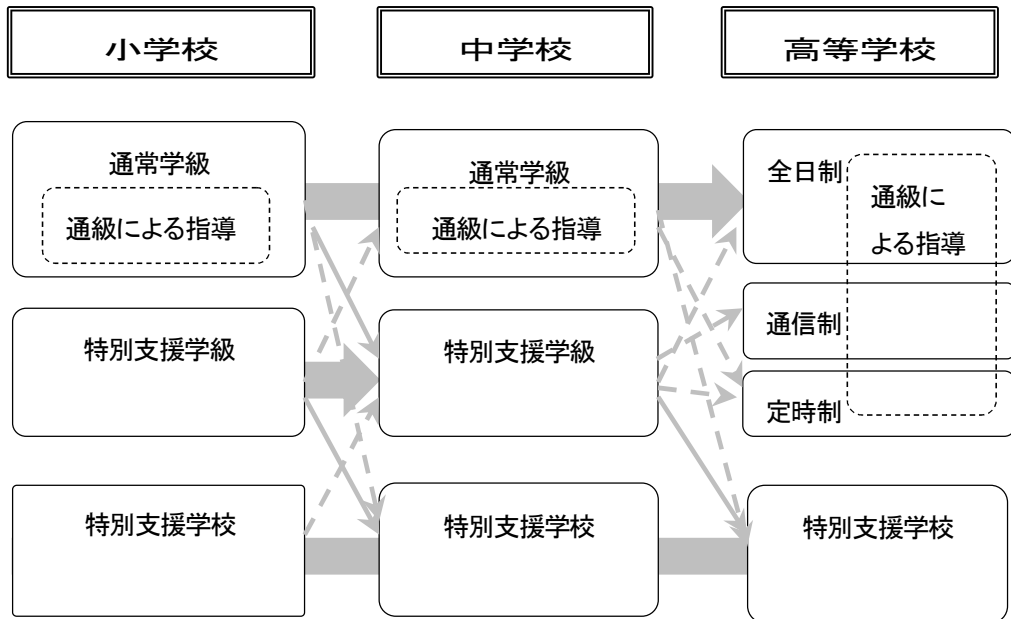 小学校
中学校
高等学校
通常学級
通級による指導
通常学級
通級による指導
全日制
通級に
よる指導
特別支援学級
特別支援学級
通信制
定時制
特別支援学校
特別支援学校
特別支援学校